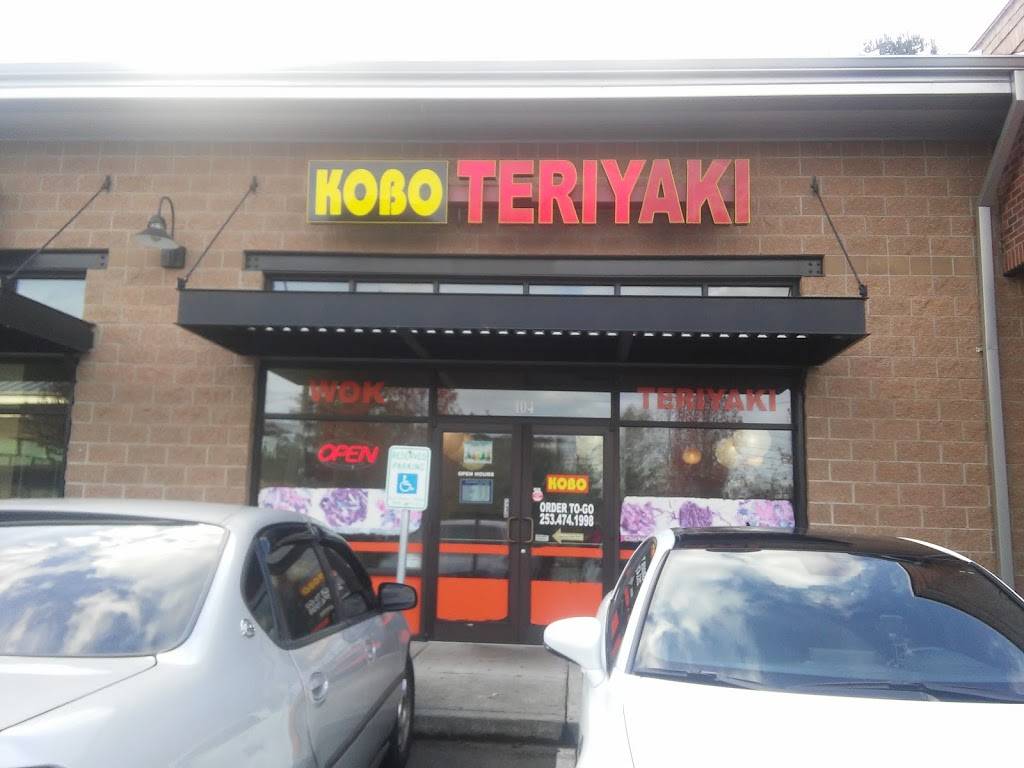 KOBO TERIYAKI
WOK
104
TERIYAKI
OPEN
RESERVED
PARKING
OPEN HOURS
KOBO
ORDER TO-GO
253.474.1998